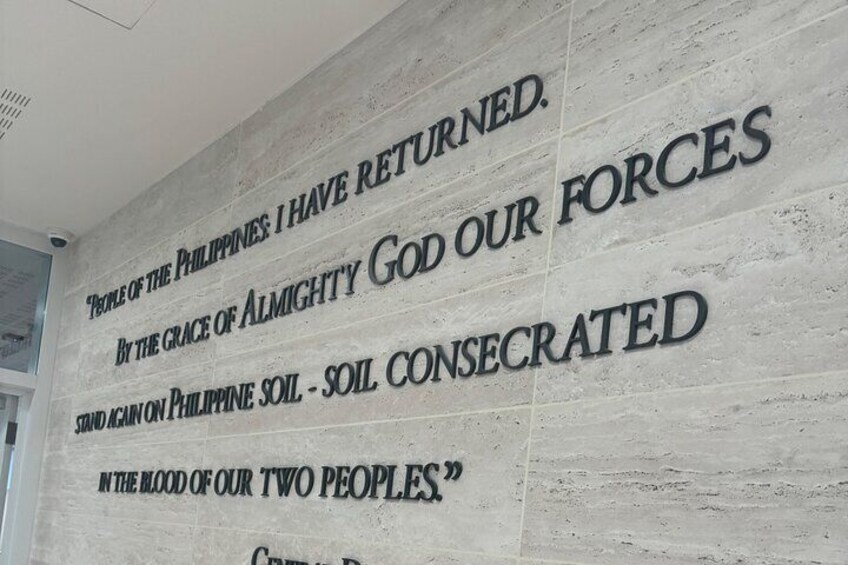 “PEOPLE OF THE PHILIPPINES: I HAVE RETURNED.
BY THE GRACE OF ALMIGHTY GOD OUR FORCES
STAND AGAIN ON PHILIPPINE SOIL - SOIL CONSECRATED
IN THE BLOOD OF OUR TWO PEOPLES.”